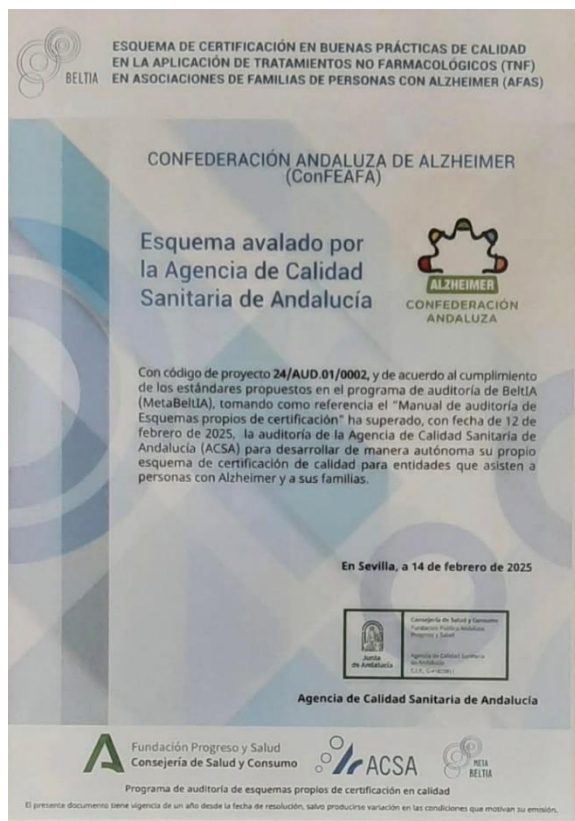 ESQUEMA DE CERTIFICACIÓN EN BUENAS PRÁCTICAS DE CALIDAD
EN LA APLICACIÓN DE TRATAMIENTOS NO FARMACOLÓGICOS (TNF)
BELTIA
EN ASOCIACIONES DE FAMILIAS DE PERSONAS CON ALZHEIMER (AFAS)
CONFEDERACIÓN ANDALUZA DE ALZHEIMER
(ConFEAFA)
Esquema avalado por
la Agencia de Calidad
Sanitaria de Andalucía
ALZHEIMER
CONFEDERACIÓN
ANDALUZA
Con código de proyecto 24/AUD.01/0002, y de acuerdo al cumplimiento
de los estándares propuestos en el programa de auditoría de BeltIA
(MetaBeltIA), tomando como referencia el "Manual de auditoría de
Esquemas propios de certificación" ha superado, con fecha de 12 de
febrero de 2025, la auditoría de la Agencia de Calidad Sanitaria de
Andalucía (ACSA) para desarrollar de manera autónoma su propio
esquema de certificación de calidad para entidades que asisten a
personas con Alzheimer y a sus familias.
En Sevilla, a 14 de febrero de 2025
Junta
de Andalucía
Consejería de Salud y Consumo
Fundación Pública Andaluza
Progreso y Salud
Agencia de Calidad Sanitaria
de Andalucía
Agencia de Calidad Sanitaria de Andalucía
Fundación Progreso y Salud
Consejería de Salud y Consumo
ACSA
META
BELTIA
Programa de auditoría de esquemas propios de certificación en calidad
El presente documento tiene vigencia de un año desde la fecha de resolución, salvo producirse variación en las condiciones que motivan su emisión.